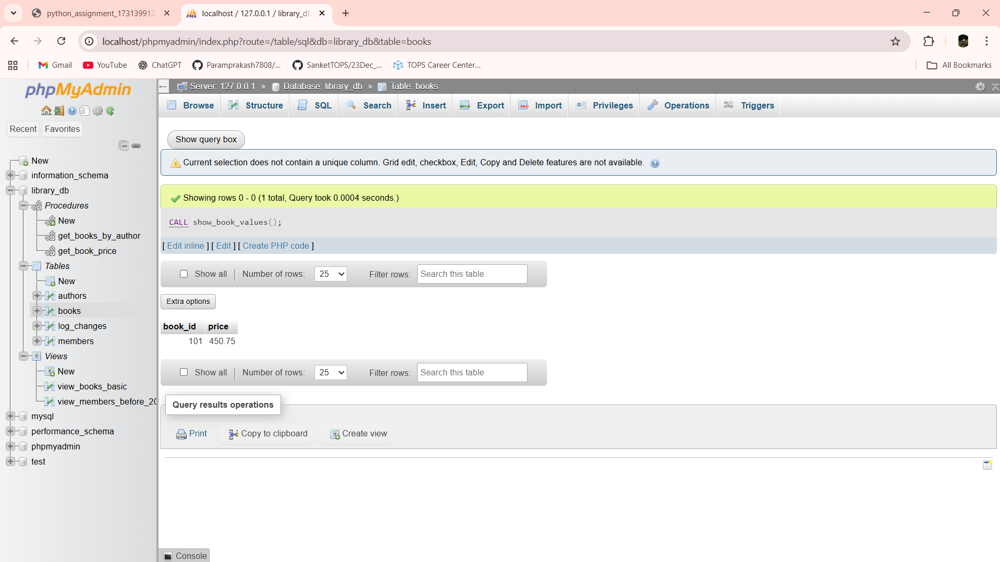 python_assignment_173139913
localhost / 127.0.0.1 / library_db
localhost/phpmyadmin/index.php?route=/table/sql&db=library_db&table=books
Gmail YouTube ChatGPT Paramprakash7808/... SanketTOPS/23Dec_... TOPS Career Center... All Bookmarks
phpMyAdmin
Recent Favorites
New
information_schema
library_db
Procedures
New
get_books_by_author
get_book_price
Tables
New
authors
books
log_changes
members
Views
New
view_books_basic
view_members_before_20
mysql
performance_schema
phpmyadmin
test
Server: 127.0.0.1 » Database: library_db » Table: books
Browse Structure SQL Search Insert Export Import Privileges Operations Triggers
Show query box
Current selection does not contain a unique column. Grid edit, checkbox, Edit, Copy and Delete features are not available.
Showing rows 0 - 0 (1 total, Query took 0.0004 seconds.)
CALL show_book_values();
[ Edit inline ] [ Edit ] [ Create PHP code ]
Show all Number of rows: 25 Filter rows: Search this table
Extra options
book_id price
101 450.75
Show all Number of rows: 25 Filter rows: Search this table
Query results operations
Print Copy to clipboard Create view
Console